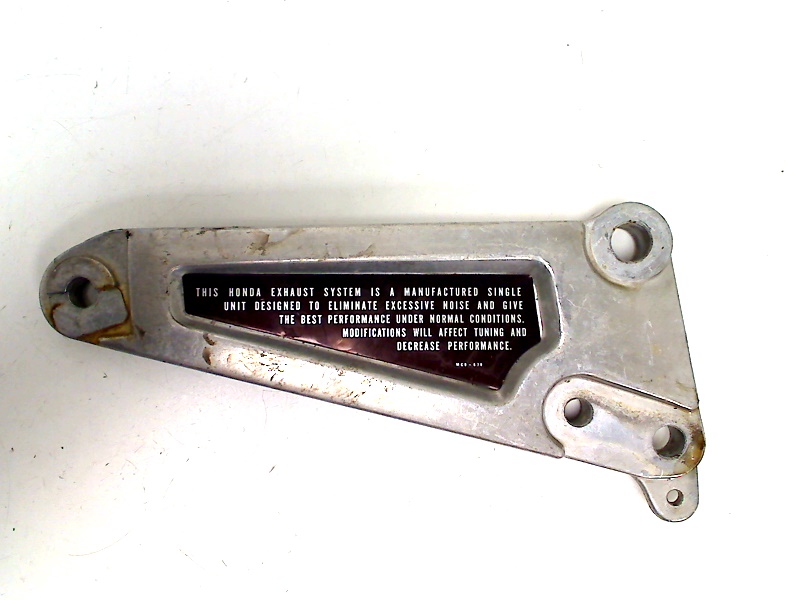 THIS HONDA EXHAUST SYSTEM IS A MANUFACTURED SINGLE
UNIT DESIGNED TO ELIMINATE EXCESSIVE NOISE AND GIVE
THE BEST PERFORMANCE UNDER NORMAL CONDITIONS.
MODIFICATIONS WILL AFFECT TUNING AND
DECREASE PERFORMANCE.